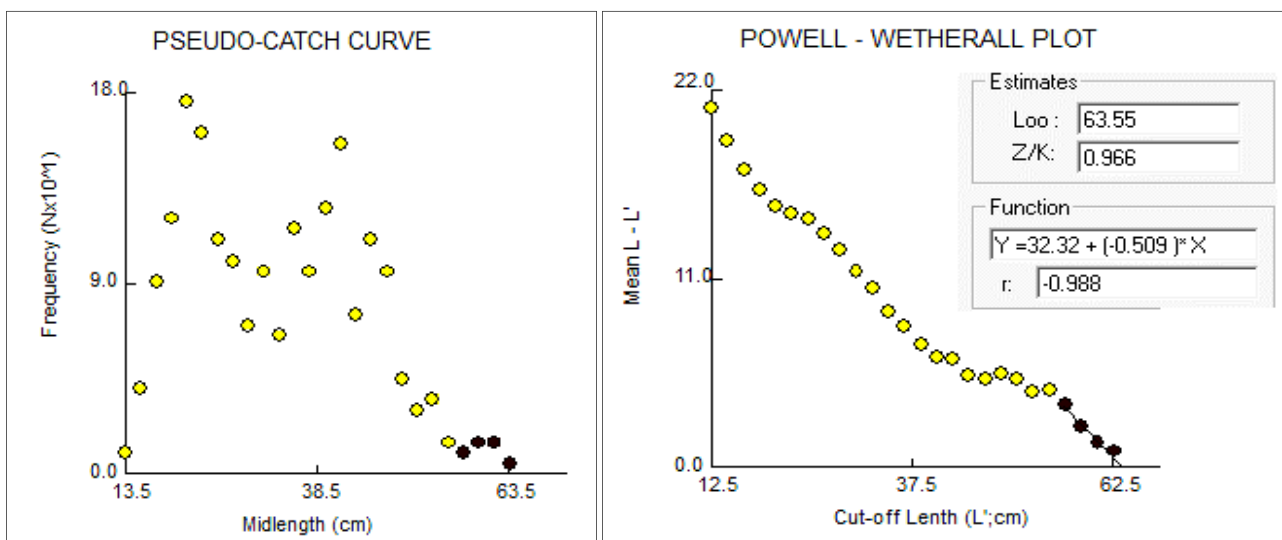 PSEUDO-CATCH CURVE
18.0
9.0
0.0
Frequency (Nx10^1)
13.5
38.5
63.5
Midlength (cm)
POWELL - WETHERALL PLOT
22.0
11.0
0.0
Mean L - L'
12.5
37.5
62.5
Cut-off Lenth (L';cm)
Estimates
Loo : 63.55
Z/K: 0.966
Function
Y =32.32 + (-0.509 )* X
r: -0.988